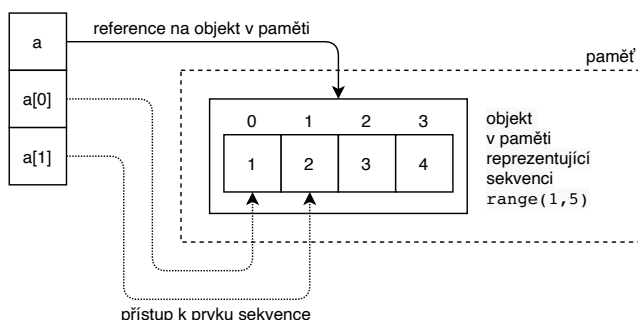 a
reference na objekt v paměti
paměť
a[0]
a[1]
0 1 2 3
1 2 3 4
objekt
v paměti
reprezentující
sekvenci
range(1,5)
přístup k prvku sekvence